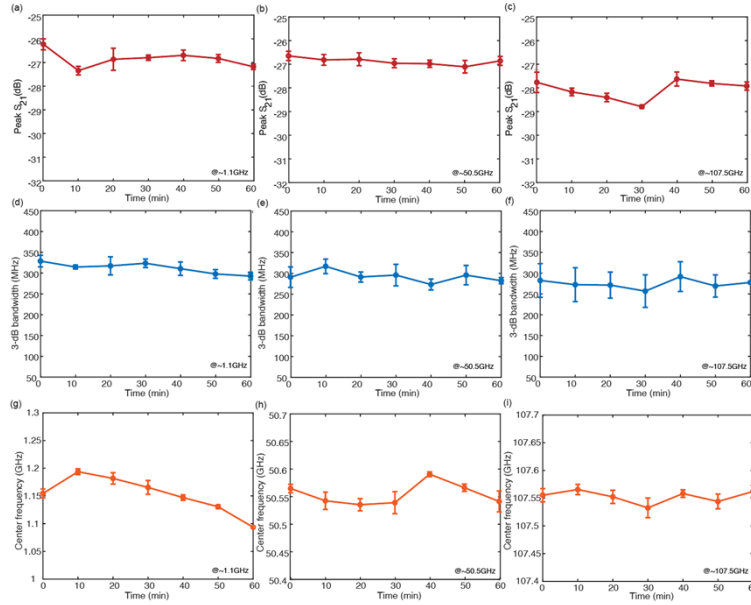 (a)
-25
-26
-27
-28
-29
-30
-31
-32
Peak S21(dB)
0 10 20 30 40 50 60
Time (min)
@~1.1GHz
(b)
-25
-26
-27
-28
-29
-30
-31
-32
Peak S21(dB)
0 10 20 30 40 50 60
Time (min)
@~50.5GHz
(c)
-25
-26
-27
-28
-29
-30
-31
-32
Peak S21(dB)
0 10 20 30 40 50 60
Time (min)
@~107.5GHz
(d)
450
400
350
300
250
200
150
100
50
3-dB bandwidth (MHz)
0 10 20 30 40 50 60
Time (min)
@~1.1GHz
(e)
450
400
350
300
250
200
150
100
50
3-dB bandwidth (MHz)
0 10 20 30 40 50 60
Time (min)
@~50.5GHz
(f)
450
400
350
300
250
200
150
100
50
3-dB bandwidth (MHz)
0 10 20 30 40 50 60
Time (min)
@~107.5GHz
(g)
1.3
1.25
1.2
1.15
1.1
1.05
1
Center frequency (GHz)
0 10 20 30 40 50 60
Time (min)
@~1.1GHz
(h)
50.7
50.6
50.55
50.5
50.45
50.4
Center frequency (GHz)
0 10 20 30 40 50 60
Time (min)
@~50.5GHz
(i)
107.7
107.6
107.6
107.5
107.5
107.45
107.4
Center frequency (GHz)
0 10 20 30 40 50 60
Time (min)
@~107.5GHz